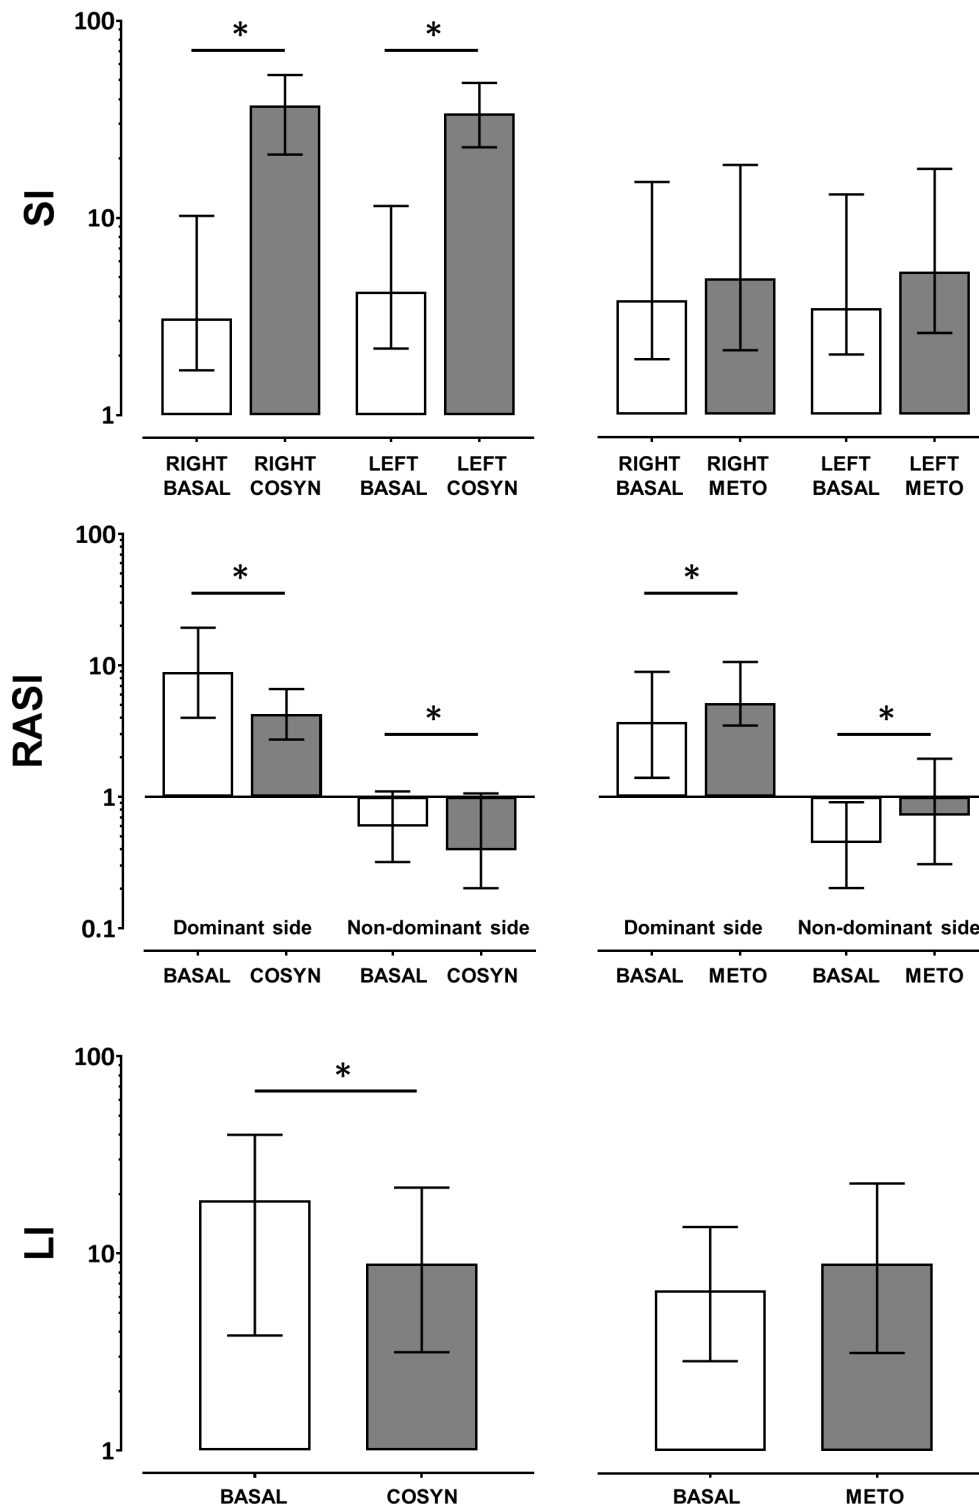 SI
100
10
1
*
*
RIGHT BASAL
RIGHT COSYN
LEFT BASAL
LEFT COSYN
RIGHT BASAL
RIGHT METO
LEFT BASAL
LEFT METO
RASI
100
10
1
0.1
*
*
*
*
Dominant side
Non-dominant side
Dominant side
Non-dominant side
BASAL
COSYN
BASAL
COSYN
BASAL
METO
BASAL
METO
LI
100
10
1
*
BASAL
COSYN
BASAL
METO